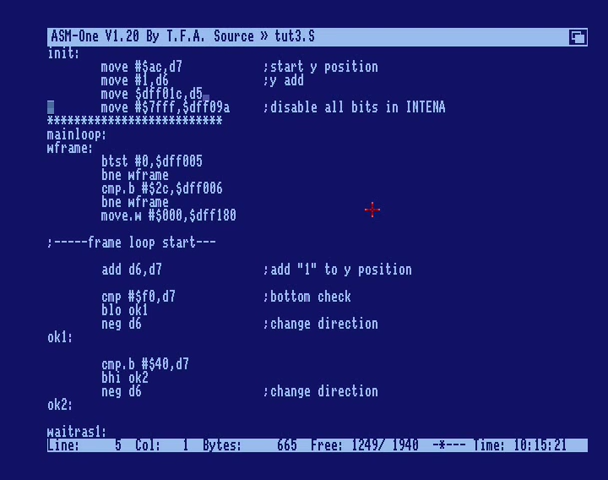 ASM-One V1.20 By T.F.A. Source » tut3.S
init:
move #$ac,d7 ;start y position
move #1,d6 ;y add
move $dff01c,d5
move #$7fff,$dff09a ;disable all bits in INTENA
**************************
mainloop:
wframe:
btst #0,$dff005
bne wframe
cmp.b #$2c,$dff006
bne wframe
move.w #$000,$dff180
;-----frame loop start---
add d6,d7 ;add "1" to y position
cmp #$f0,d7 ;bottom check
blo ok1
neg d6 ;change direction
ok1:
cmp.b #$40,d7
bhi ok2
neg d6 ;change direction
ok2:
waitras1:
Line: 5 Col: 1 Bytes: 665 Free: 1249/ 1940 -*--- Time: 10:15:21